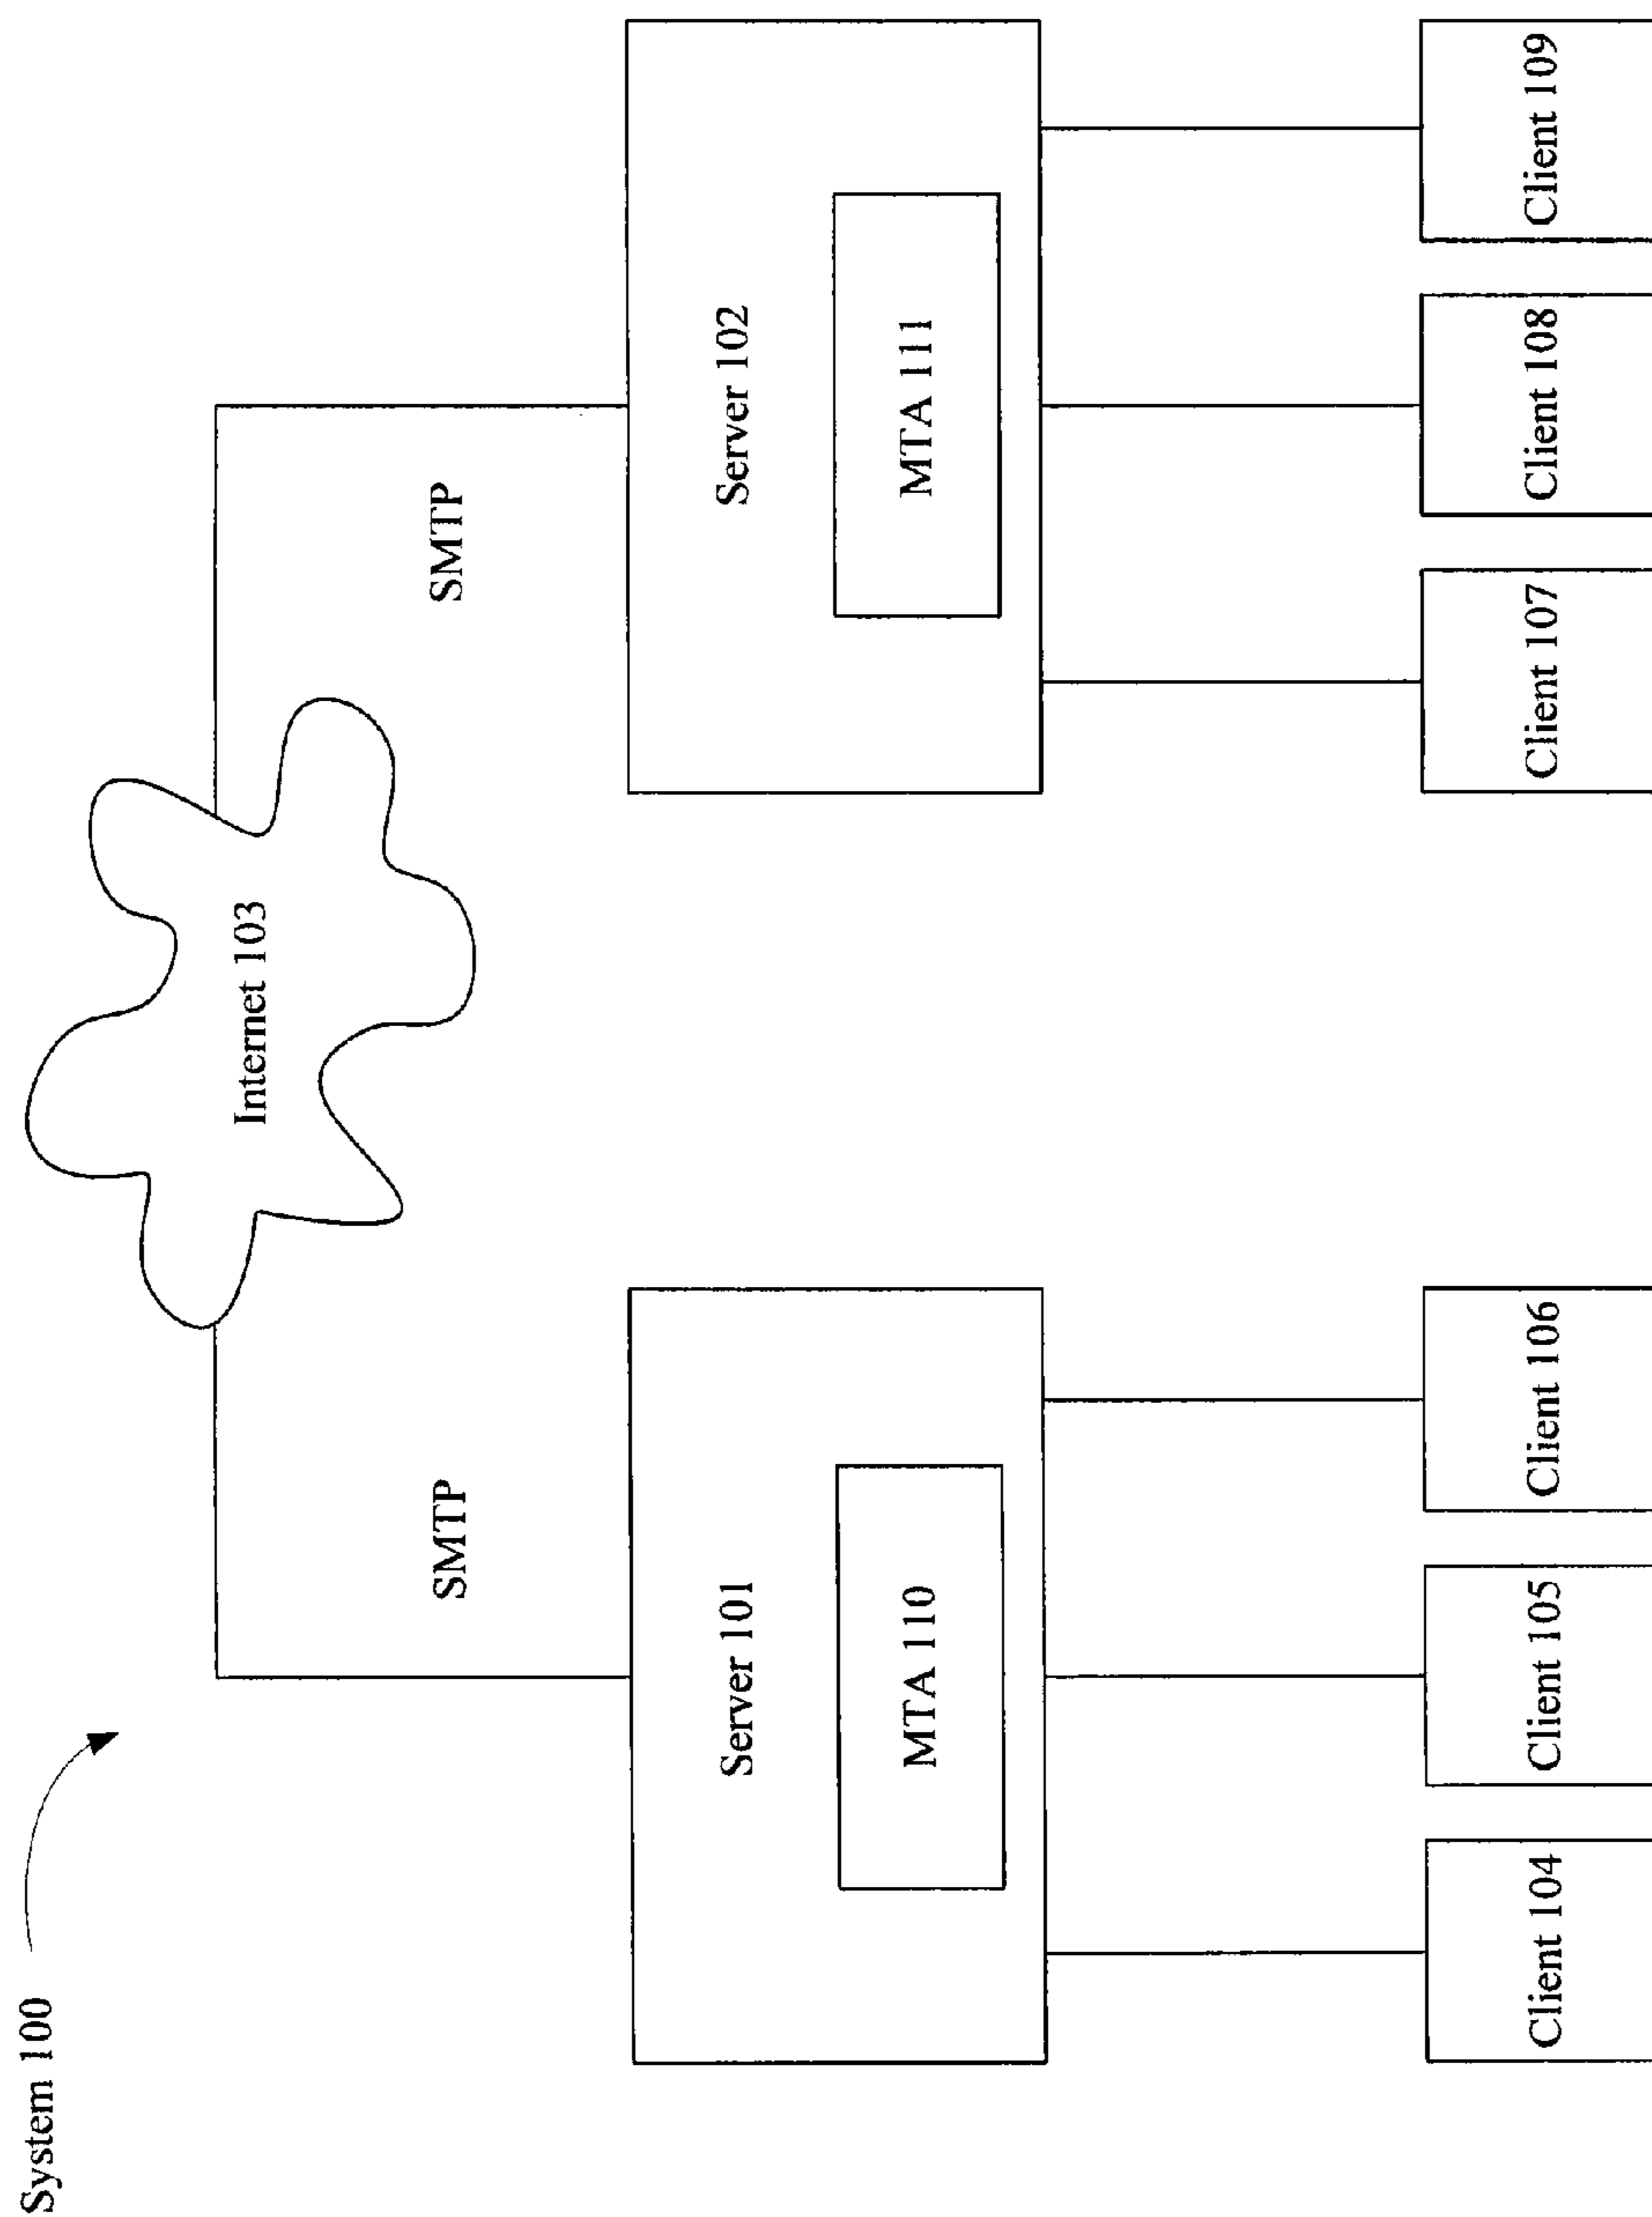 System 100
Internet 103
SMTP
SMTP
Server 101
Server 102
MTA 110
MTA 111
Client 104
Client 105
Client 106
Client 107
Client 108
Client 109